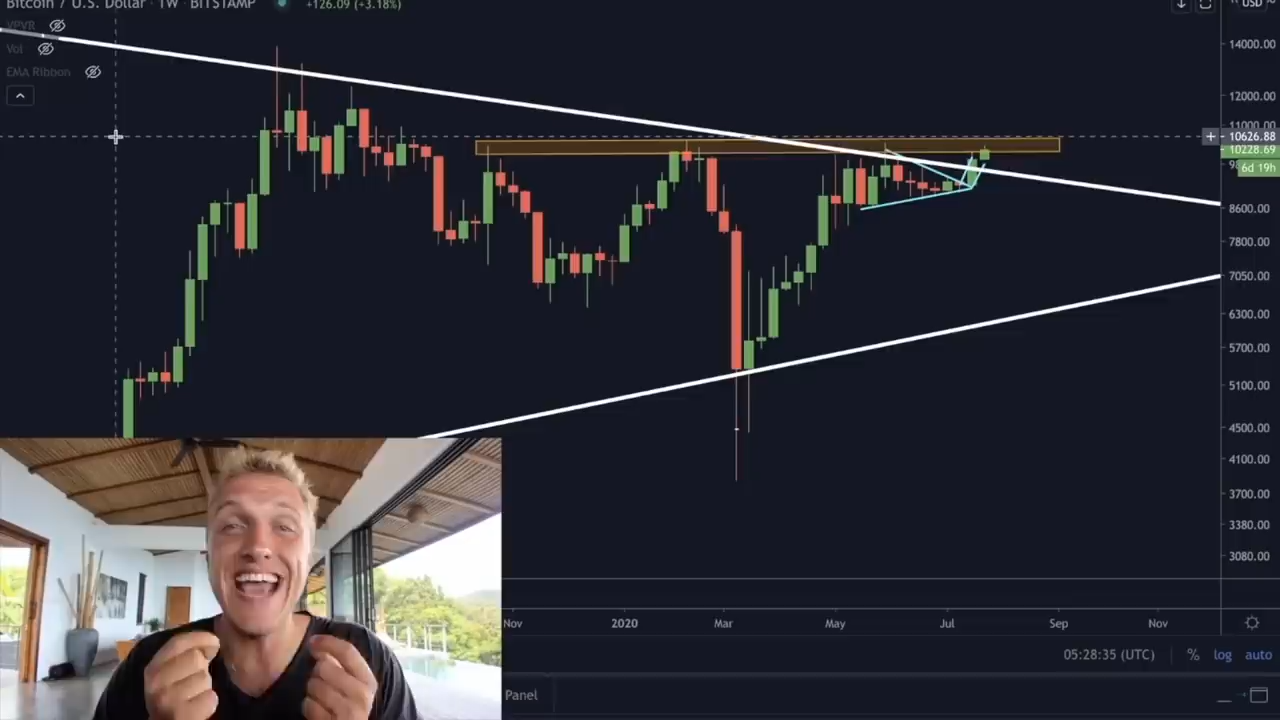 Bitcoin / U.S. Dollar · 1W · BITSTAMP +126.09 (+3.18%)
VPVR
Vol
EMA Ribbon
USD
14000.00
12000.00
11000.00
10626.88
10228.69
6d 19h
8600.00
7800.00
7050.00
6300.00
5700.00
5100.00
4500.00
4100.00
3700.00
3380.00
3080.00
Nov 2020 Mar May Jul Sep Nov
05:28:35 (UTC) % log auto
Panel